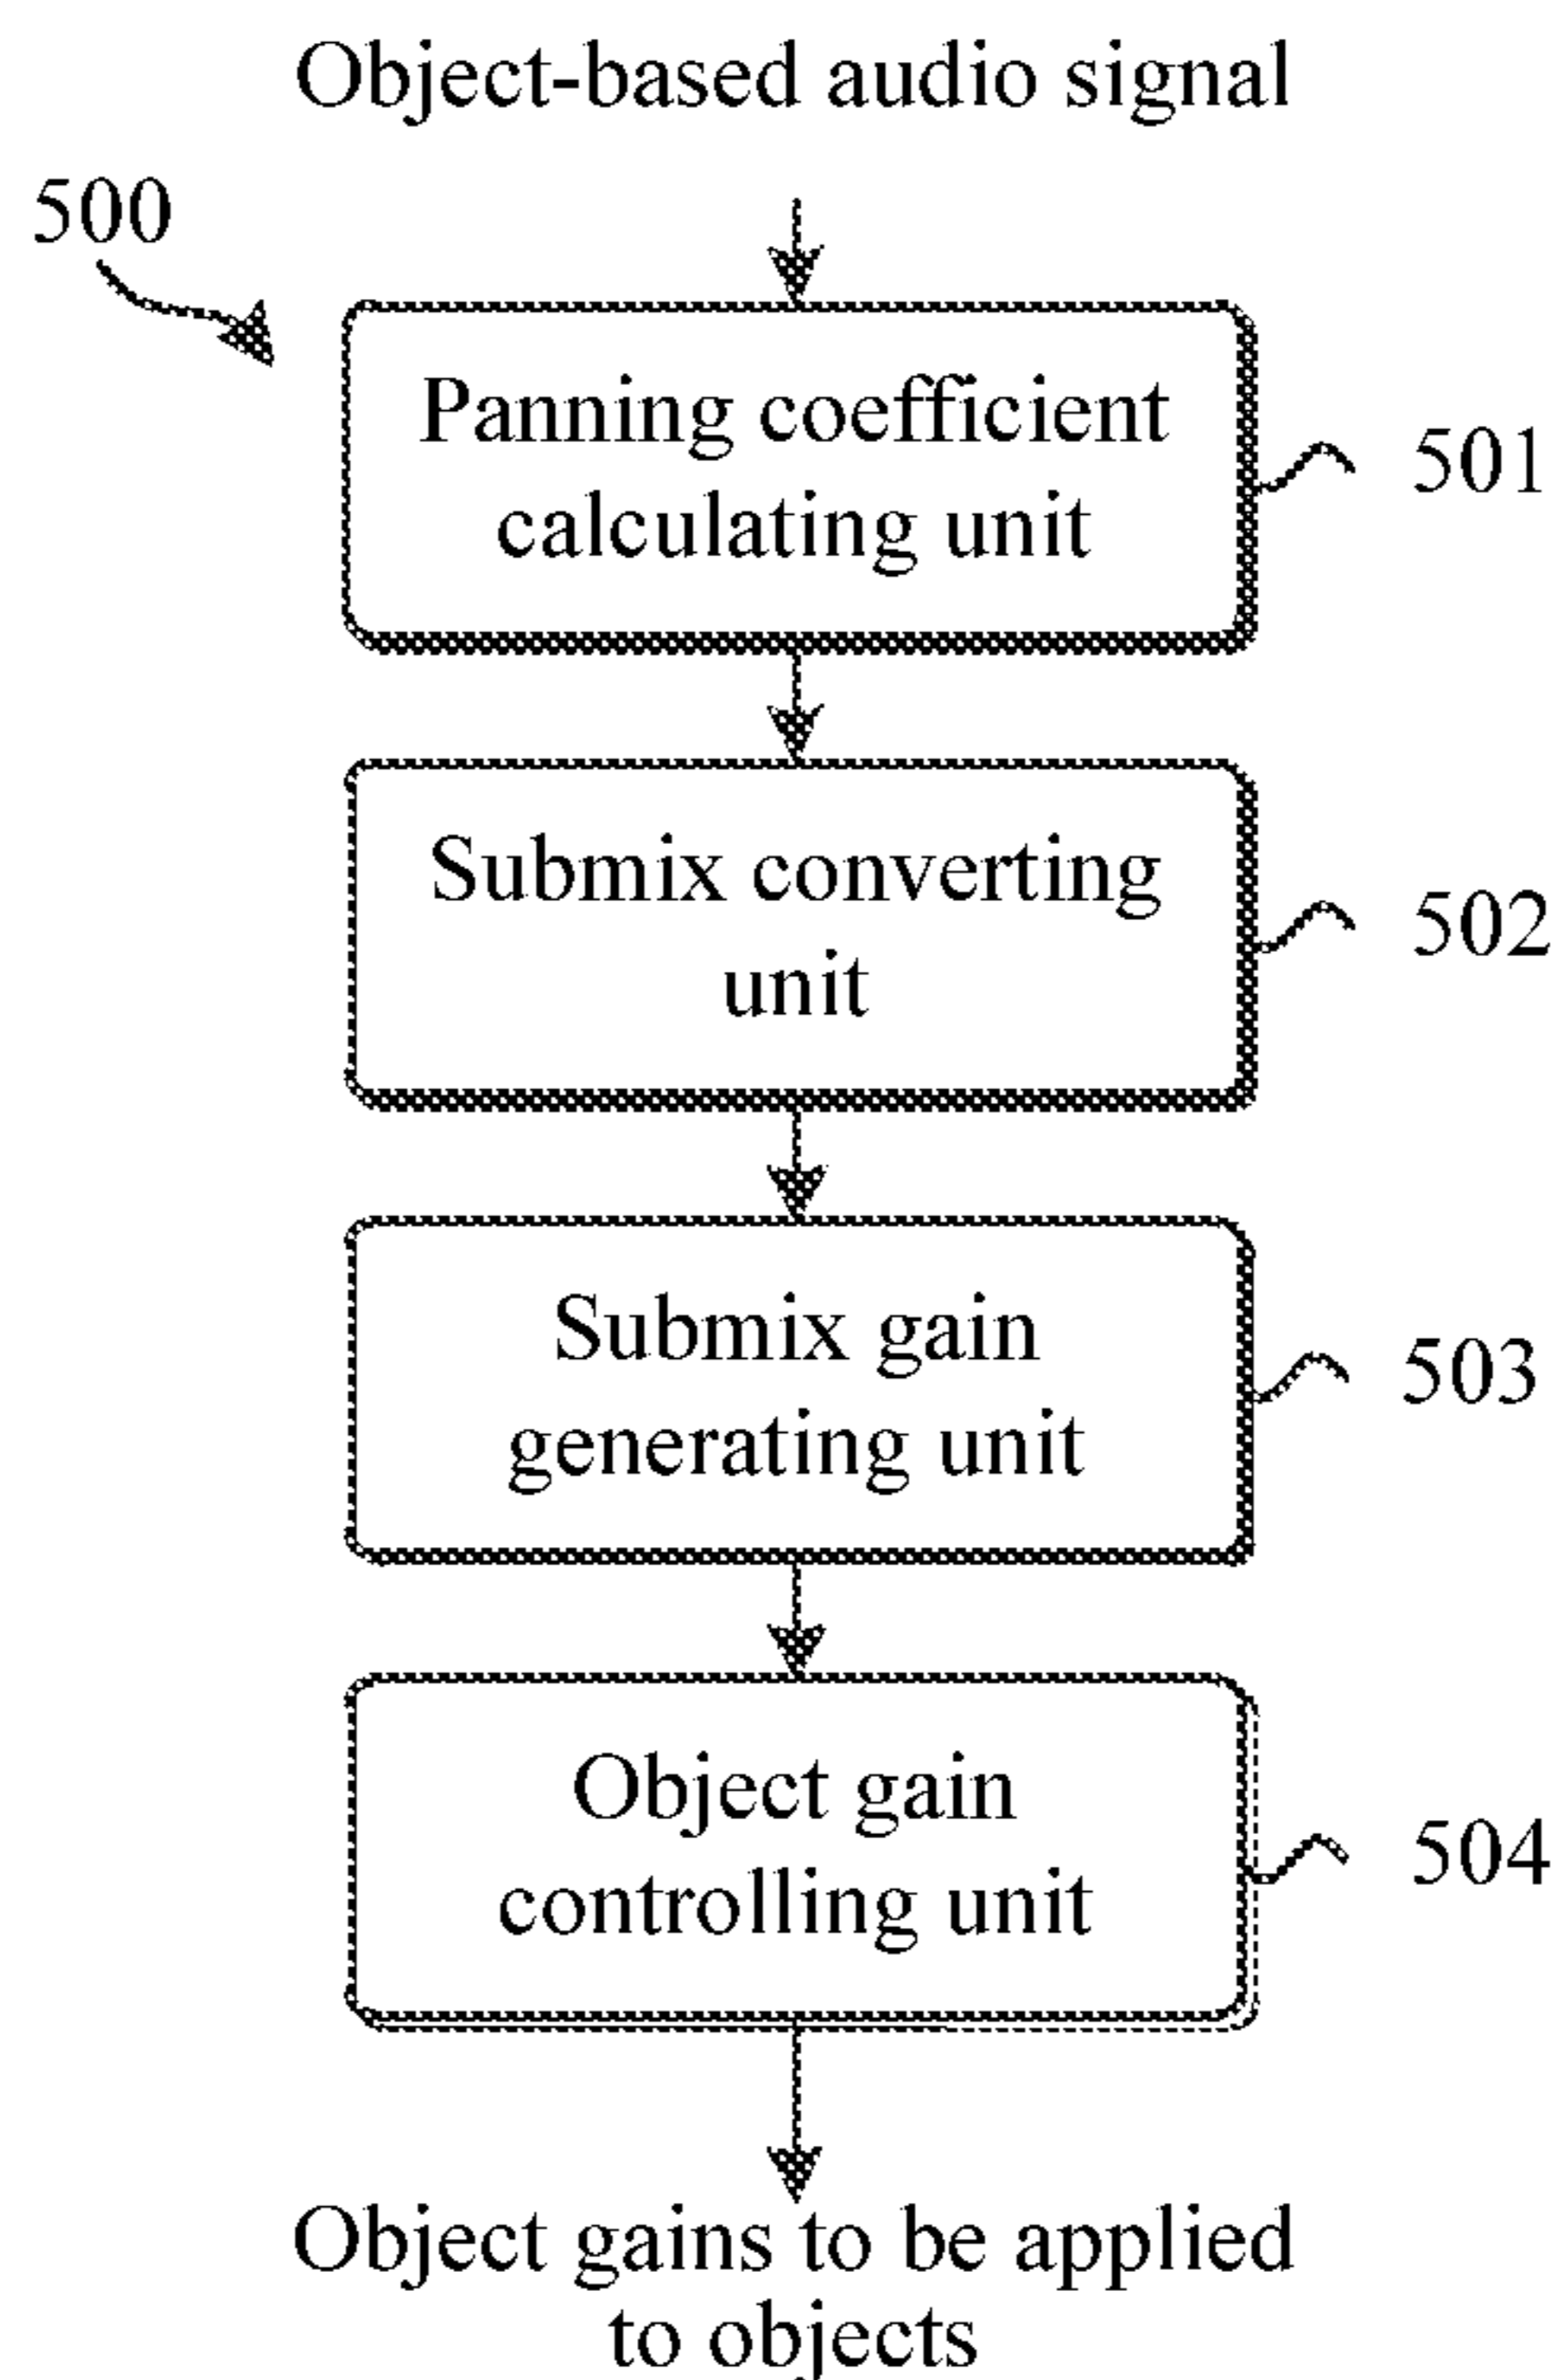 Object-based audio signal
500
Panning coefficient
calculating unit
501
Submix converting
unit
502
Submix gain
generating unit
503
Object gain
controlling unit
504
Object gains to be applied
to objects